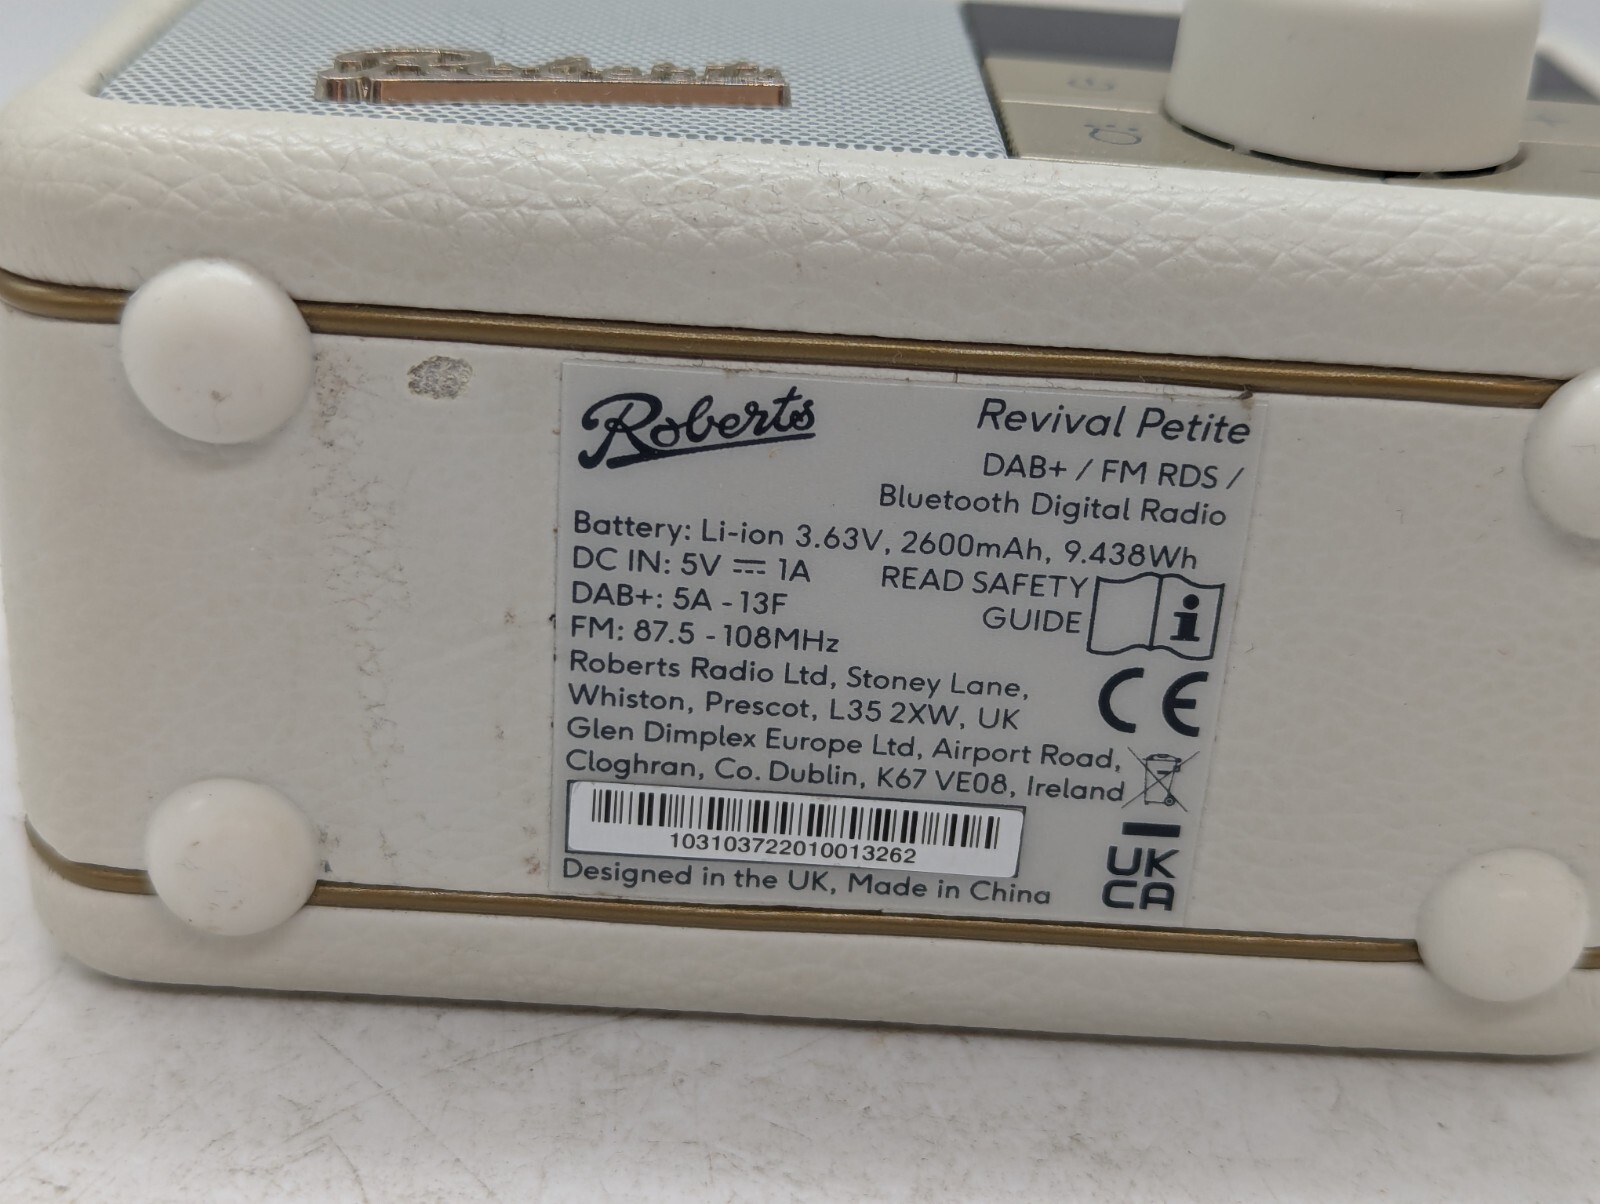 Roberts
Roberts
Revival Petite
DAB+ / FM RDS /
Bluetooth Digital Radio
Battery: Li-ion 3.63V, 2600mAh, 9.438Wh
DC IN: 5V ⎓ 1A
READ SAFETY
GUIDE
DAB+: 5A - 13F
FM: 87.5 - 108MHz
Roberts Radio Ltd, Stoney Lane,
Whiston, Prescot, L35 2XW, UK
Glen Dimplex Europe Ltd, Airport Road,
Cloghran, Co. Dublin, K67 VE08, Ireland
CE
103103722010013262
UK
CA
Designed in the UK, Made in China